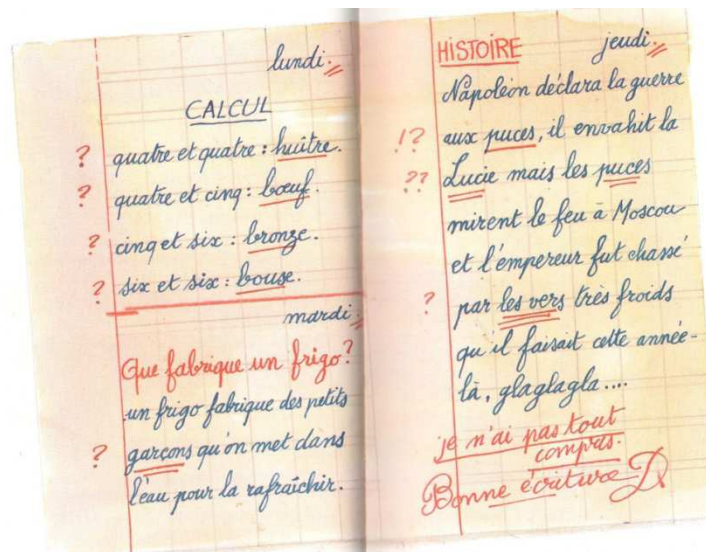 lundi.
CALCUL
? quatre et quatre : huître.
? quatre et cinq : bœuf.
? cinq et six : bronze.
? six et six : bouse.
mardi.
Que fabrique un frigo?
un frigo fabrique des petits
? garçons qu'on met dans
l'eau pour la rafraîchir.
HISTOIRE jeudi.
Napoléon déclara la guerre
!? aux puces, il envahit la
?? Lucie mais les puces
mirent le feu à Moscou
et l'empereur fut chassé
? par les vers très froids
qu'il faisait cette année-
là, glaglagla....
je n'ai pas tout
compris.
Bonne écriture D